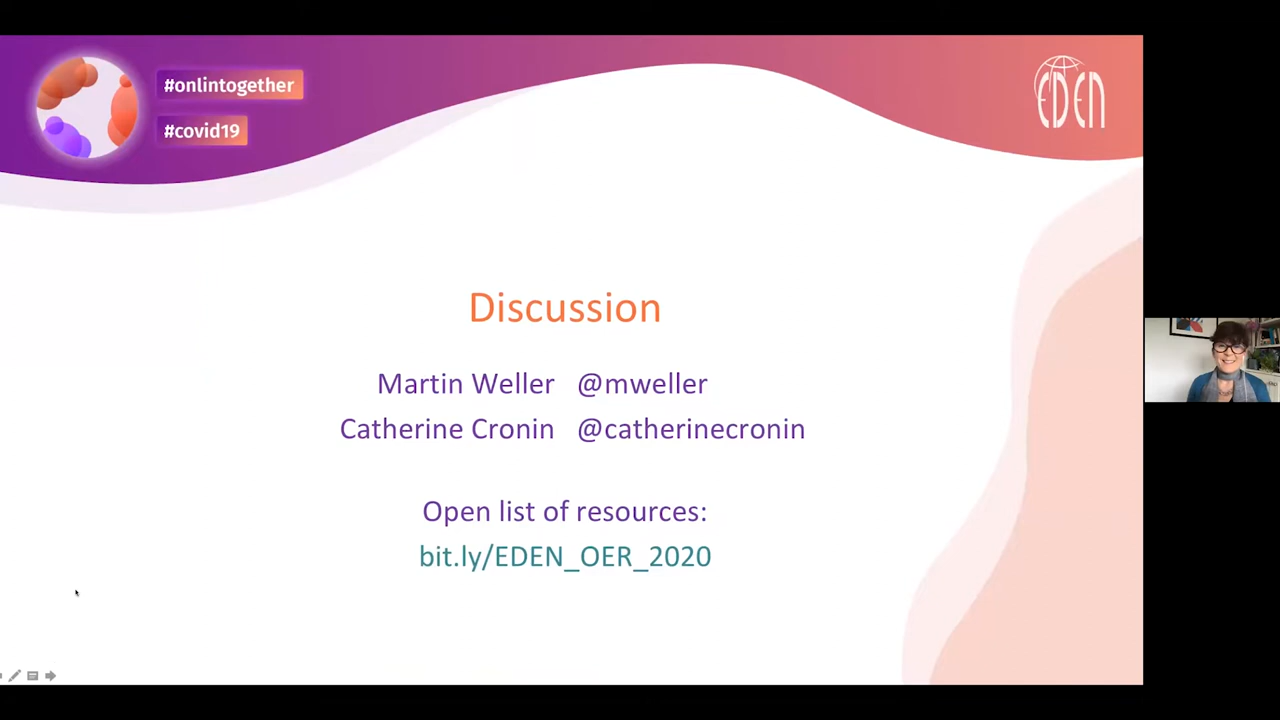 #onlintogether
#covid19
EDEN
Discussion
Martin Weller @mweller
Catherine Cronin @catherinecronin
Open list of resources:
bit.ly/EDEN_OER_2020